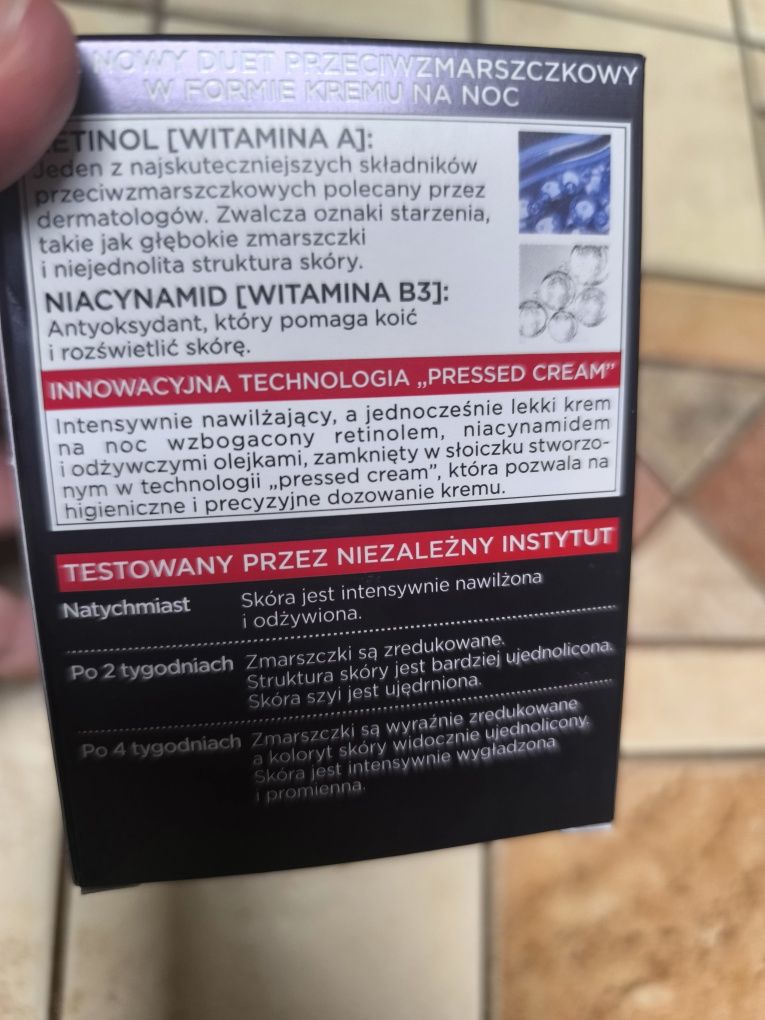 NOWY DUET PRZECIWZMARSZCZKOWY
W FORMIE KREMU NA NOC
RETINOL [WITAMINA A]:
Jeden z najskuteczniejszych składników
przeciwzmarszczkowych polecany przez
dermatologów. Zwalcza oznaki starzenia,
takie jak głębokie zmarszczki
i niejednolita struktura skóry.
NIACYNAMID [WITAMINA B3]:
Antyoksydant, który pomaga koić
i rozświetlić skórę.
INNOWACYJNA TECHNOLOGIA „PRESSED CREAM”
Intensywnie nawilżający, a jednocześnie lekki krem
na noc wzbogacony retinolem, niacynamidem
i odżywczymi olejkami, zamknięty w słoiczku stworzo-
nym w technologii „pressed cream”, która pozwala na
higieniczne i precyzyjne dozowanie kremu.
TESTOWANY PRZEZ NIEZALEŻNY INSTYTUT
Natychmiast Skóra jest intensywnie nawilżona
i odżywiona.
Po 2 tygodniach Zmarszczki są zredukowane.
Struktura skóry jest bardziej ujednolicona.
Skóra szyi jest ujędrniona.
Po 4 tygodniach Zmarszczki są wyraźnie zredukowane
a koloryt skóry widocznie ujednolicony.
Skóra jest intensywnie wygładzona
i promienna.